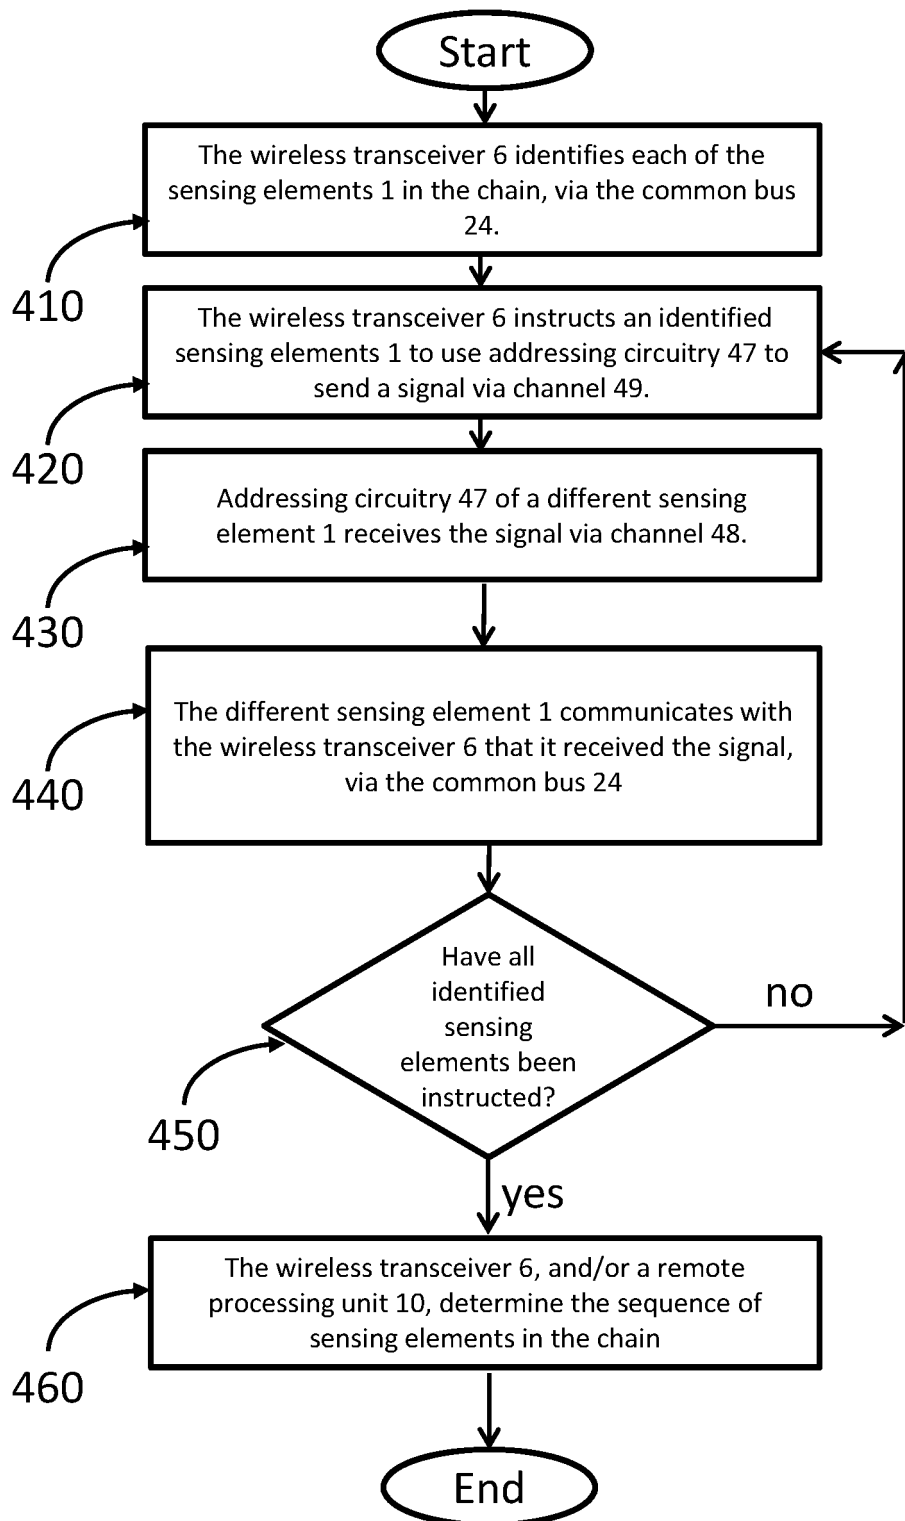 Start
The wireless transceiver 6 identifies each of the
sensing elements 1 in the chain, via the common bus
24.
410
The wireless transceiver 6 instructs an identified
sensing elements 1 to use addressing circuitry 47 to
send a signal via channel 49.
420
Addressing circuitry 47 of a different sensing
element 1 receives the signal via channel 48.
430
The different sensing element 1 communicates with
the wireless transceiver 6 that it received the signal,
via the common bus 24
440
Have all
identified
sensing
elements been
instructed?
no
450
yes
The wireless transceiver 6, and/or a remote
processing unit 10, determine the sequence of
sensing elements in the chain
460
End